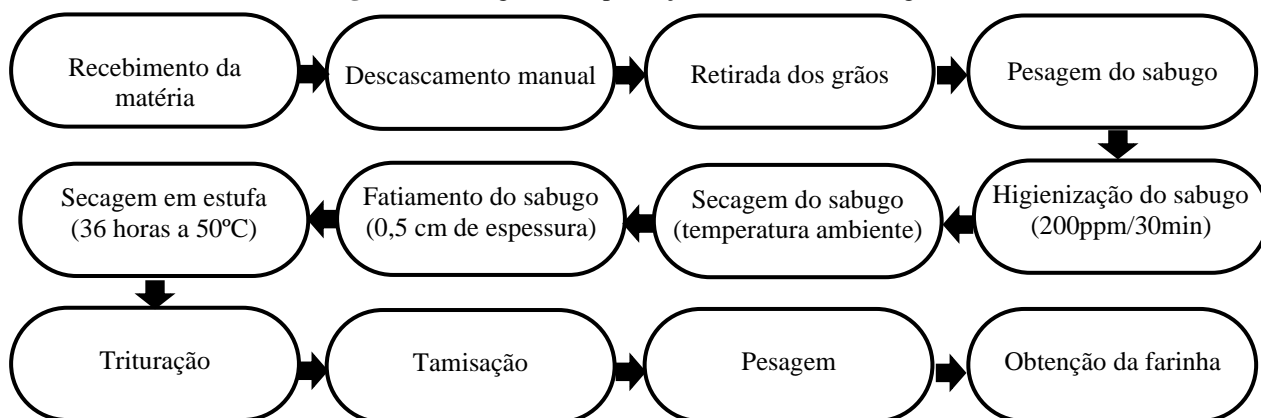 Recebimento da
matéria
Descascamento manual
Retirada dos grãos
Pesagem do sabugo
Higienização do sabugo
(200ppm/30min)
Secagem do sabugo
(temperatura ambiente)
Fatiamento do sabugo
(0,5 cm de espessura)
Secagem em estufa
(36 horas a 50ºC)
Trituração
Tamisação
Pesagem
Obtenção da farinha